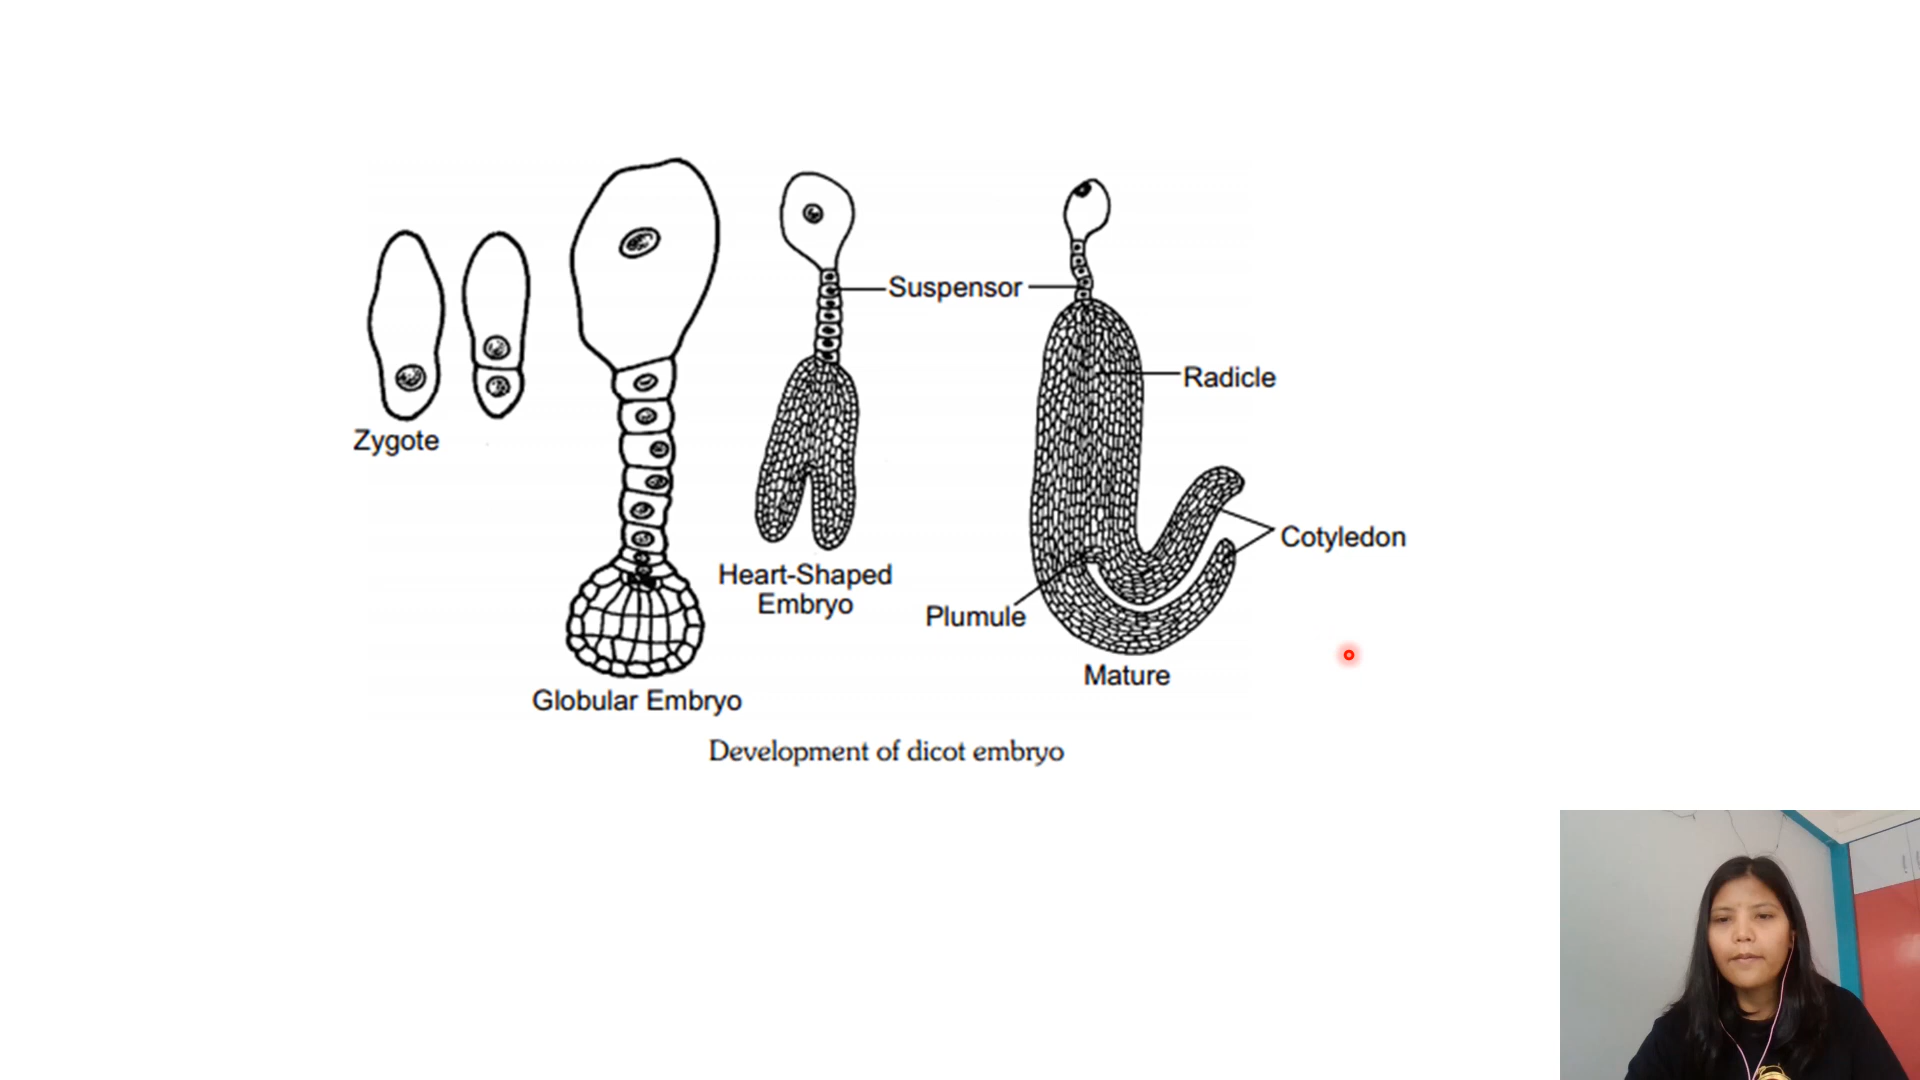 Suspensor
Radicle
Zygote
Cotyledon
Heart-Shaped
Embryo
Plumule
Mature
Globular Embryo
Development of dicot embryo